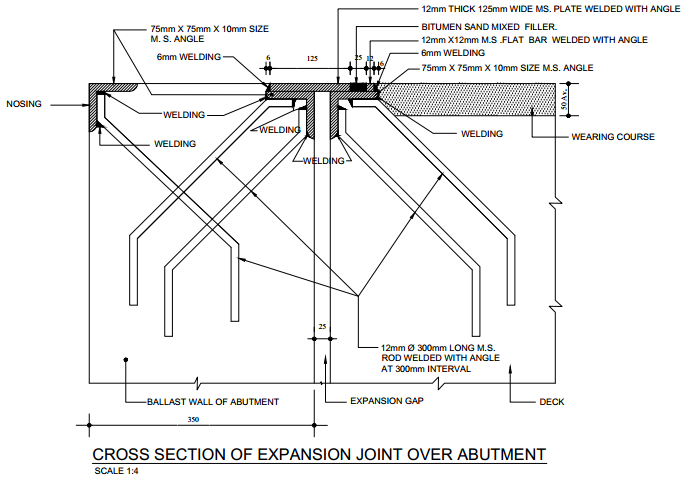 12mm THICK 125mm WIDE MS. PLATE WELDED WITH ANGLE
75mm X 75mm X 10mm SIZE
M. S. ANGLE
BITUMEN SAND MIXED FILLER.
12mm X12mm M.S .FLAT BAR WELDED WITH ANGLE
6mm WELDING
6
125
25
12
6
6mm WELDING
75mm X 75mm X 10mm SIZE M.S. ANGLE
NOSING
WELDING
WELDING
WELDING
WELDING
WELDING
50 Av.
WEARING COURSE
25
12mm Ø 300mm LONG M.S.
ROD WELDED WITH ANGLE
AT 300mm INTERVAL
BALLAST WALL OF ABUTMENT
EXPANSION GAP
DECK
350
CROSS SECTION OF EXPANSION JOINT OVER ABUTMENT
SCALE 1:4